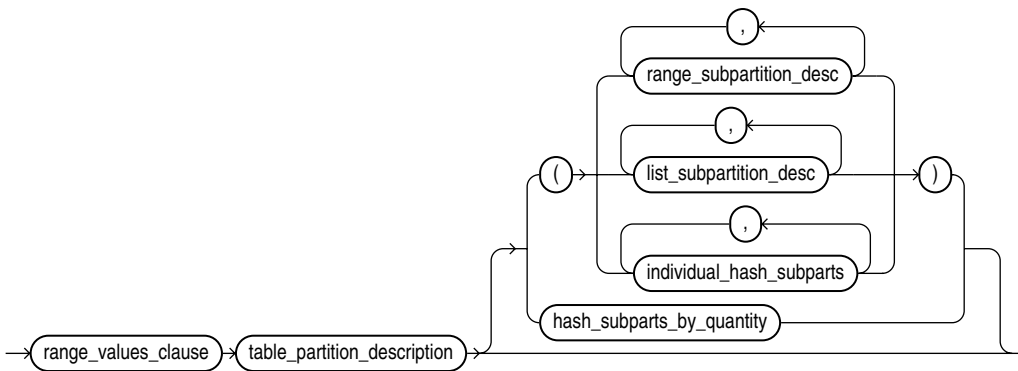 ,
range_subpartition_desc
,
( list_subpartition_desc )
,
individual_hash_subparts
hash_subparts_by_quantity
range_values_clause table_partition_description